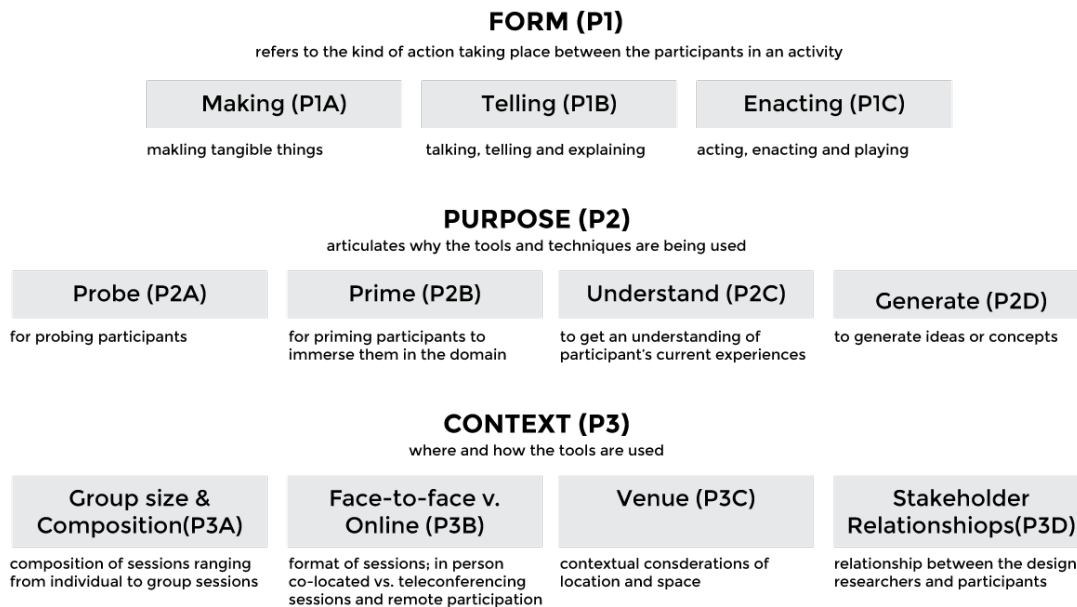 FORM (P1)
refers to the kind of action taking place between the participants in an activity
Making (P1A)
Telling (P1B)
Enacting (P1C)
makling tangible things
talking, telling and explaining
acting, enacting and playing
PURPOSE (P2)
articulates why the tools and techniques are being used
Probe (P2A)
Prime (P2B)
Understand (P2C)
Generate (P2D)
for probing participants
for priming participants to
immerse them in the domain
to get an understanding of
participant's current experiences
to generate ideas or concepts
CONTEXT (P3)
where and how the tools are used
Group size &
Composition(P3A)
Face-to-face v.
Online (P3B)
Venue (P3C)
Stakeholder
Relationshiops(P3D)
composition of sessions ranging
from individual to group sessions
format of sessions; in person
co-located vs. teleconferencing
sessions and remote participation
contextual consderations of
location and space
relationship between the design
researchers and participants